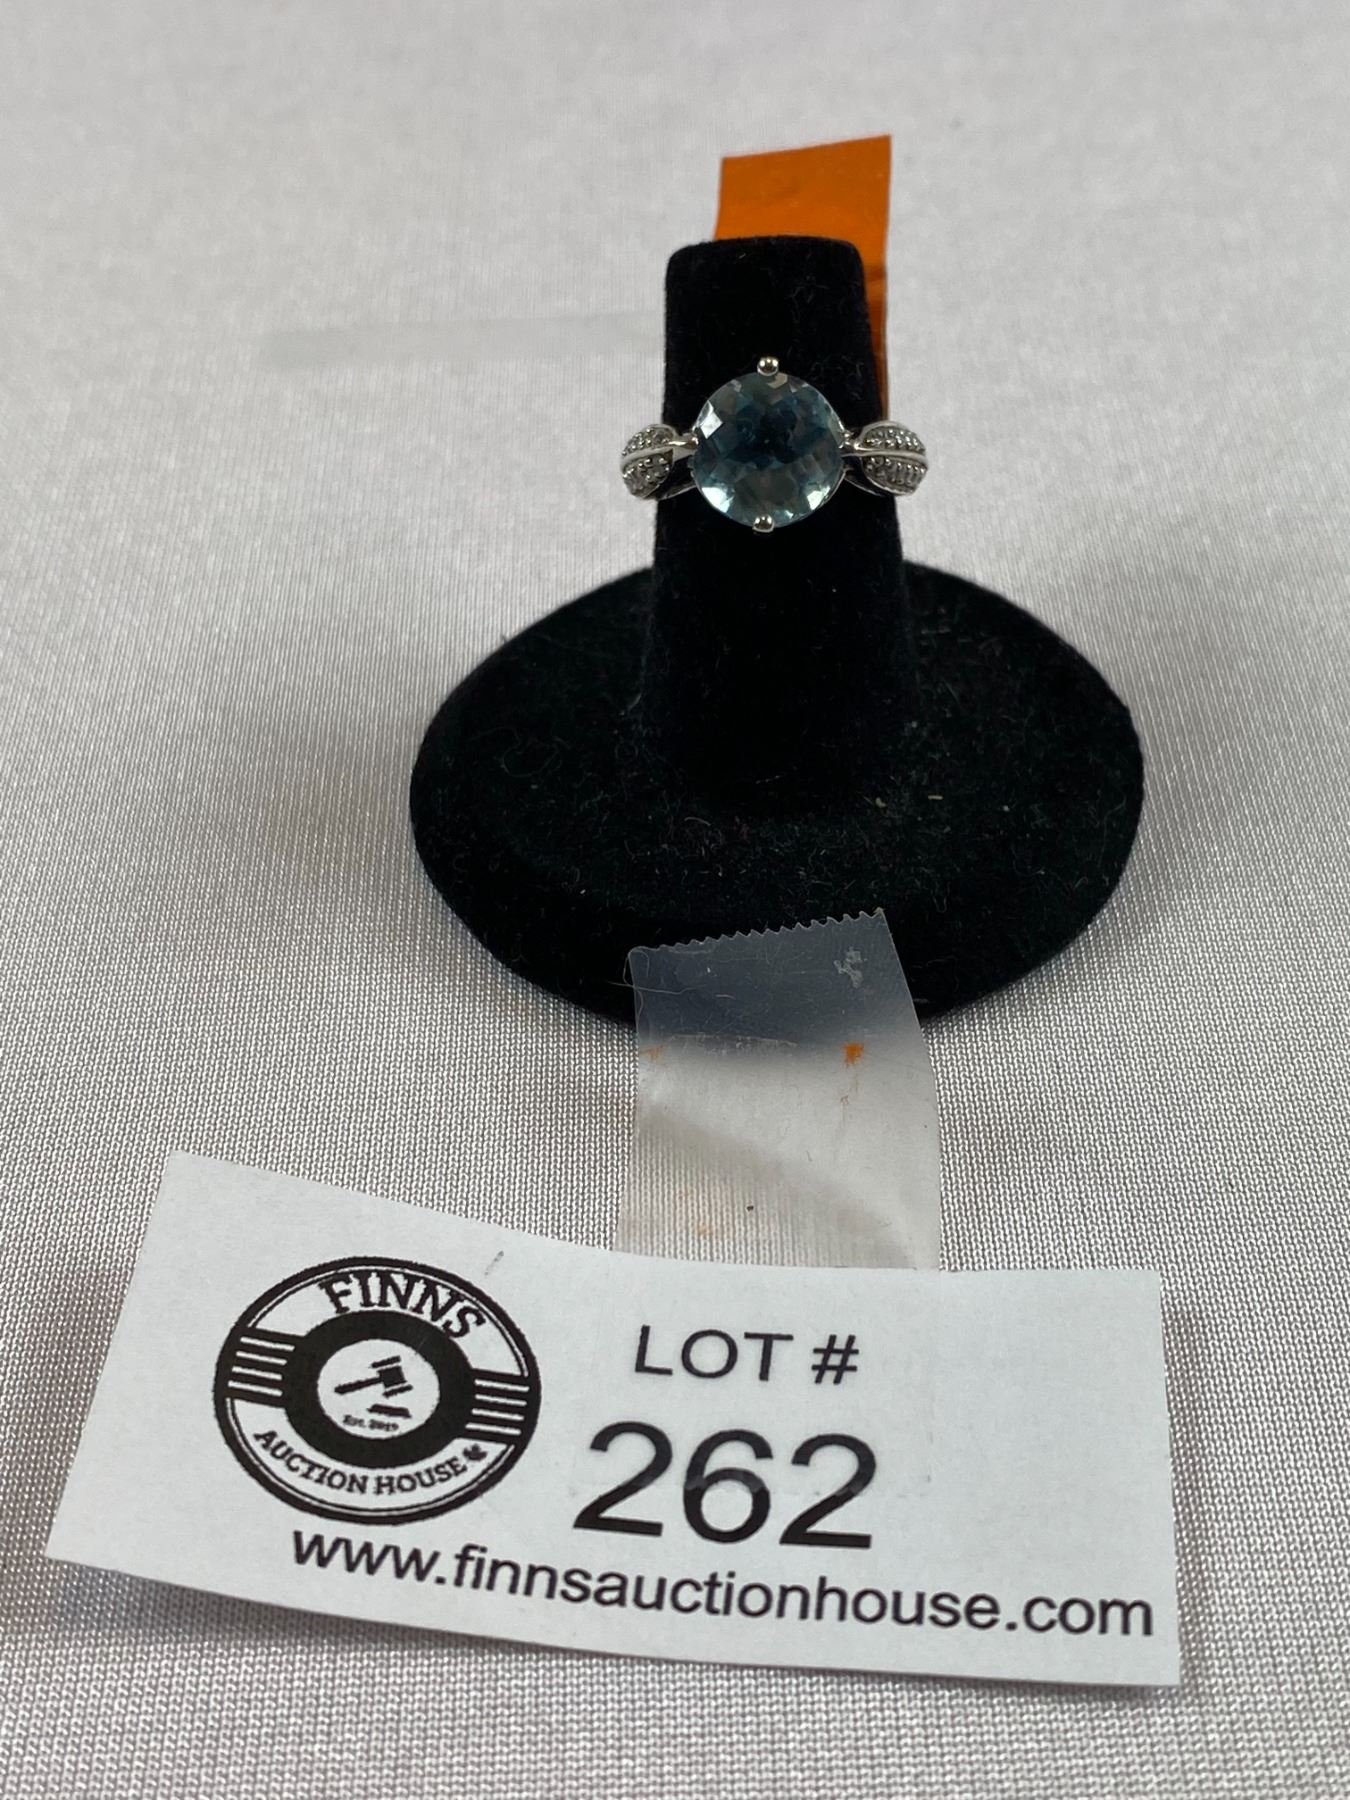 FINNS
Est. 2019
AUCTION HOUSE
LOT #
262
www.finnsauctionhouse.com